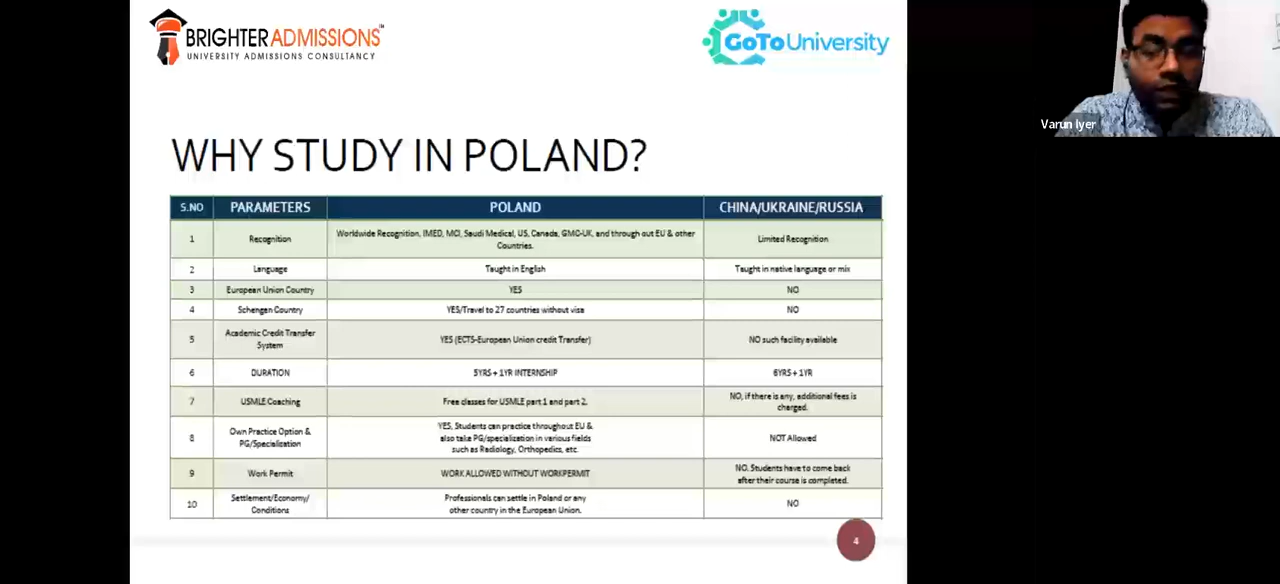 BRIGHTER ADMISSIONS™
UNIVERSITY ADMISSIONS CONSULTANCY
GoToUniversity
Varun Iyer
WHY STUDY IN POLAND?
S.NO PARAMETERS POLAND CHINA/UKRAINE/RUSSIA
1 Recognition Worldwide Recognition, IMED, MCI, Saudi Medical, US, Canada, GMC-UK, and through out EU & other
Countries.
Limited Recognition
2 Language Taught in English Taught in native language or mix
3 European Union Country YES NO
4 Schengen Country YES/Travel to 27 countries without visa NO
5 Academic Credit Transfer
System
YES (ECTS-European Union credit Transfer) NO such facility available
6 DURATION 5YRS + 1YR INTERNSHIP 6YRS + 1YR
7 USMLE Coaching Free classes for USMLE part 1 and part 2. NO, if there is any, additional fees is
charged.
8 Own Practice Option &
PG/Specialization
YES, Students can practice throughout EU &
also take PG/specialization in various fields
such as Radiology, Orthopedics, etc.
NOT Allowed
9 Work Permit WORK ALLOWED WITHOUT WORKPERMIT NO. Students have to come back
after their course is completed.
10 Settlement/Economy/
Conditions
Professionals can settle in Poland or any
other country in the European Union.
NO
4